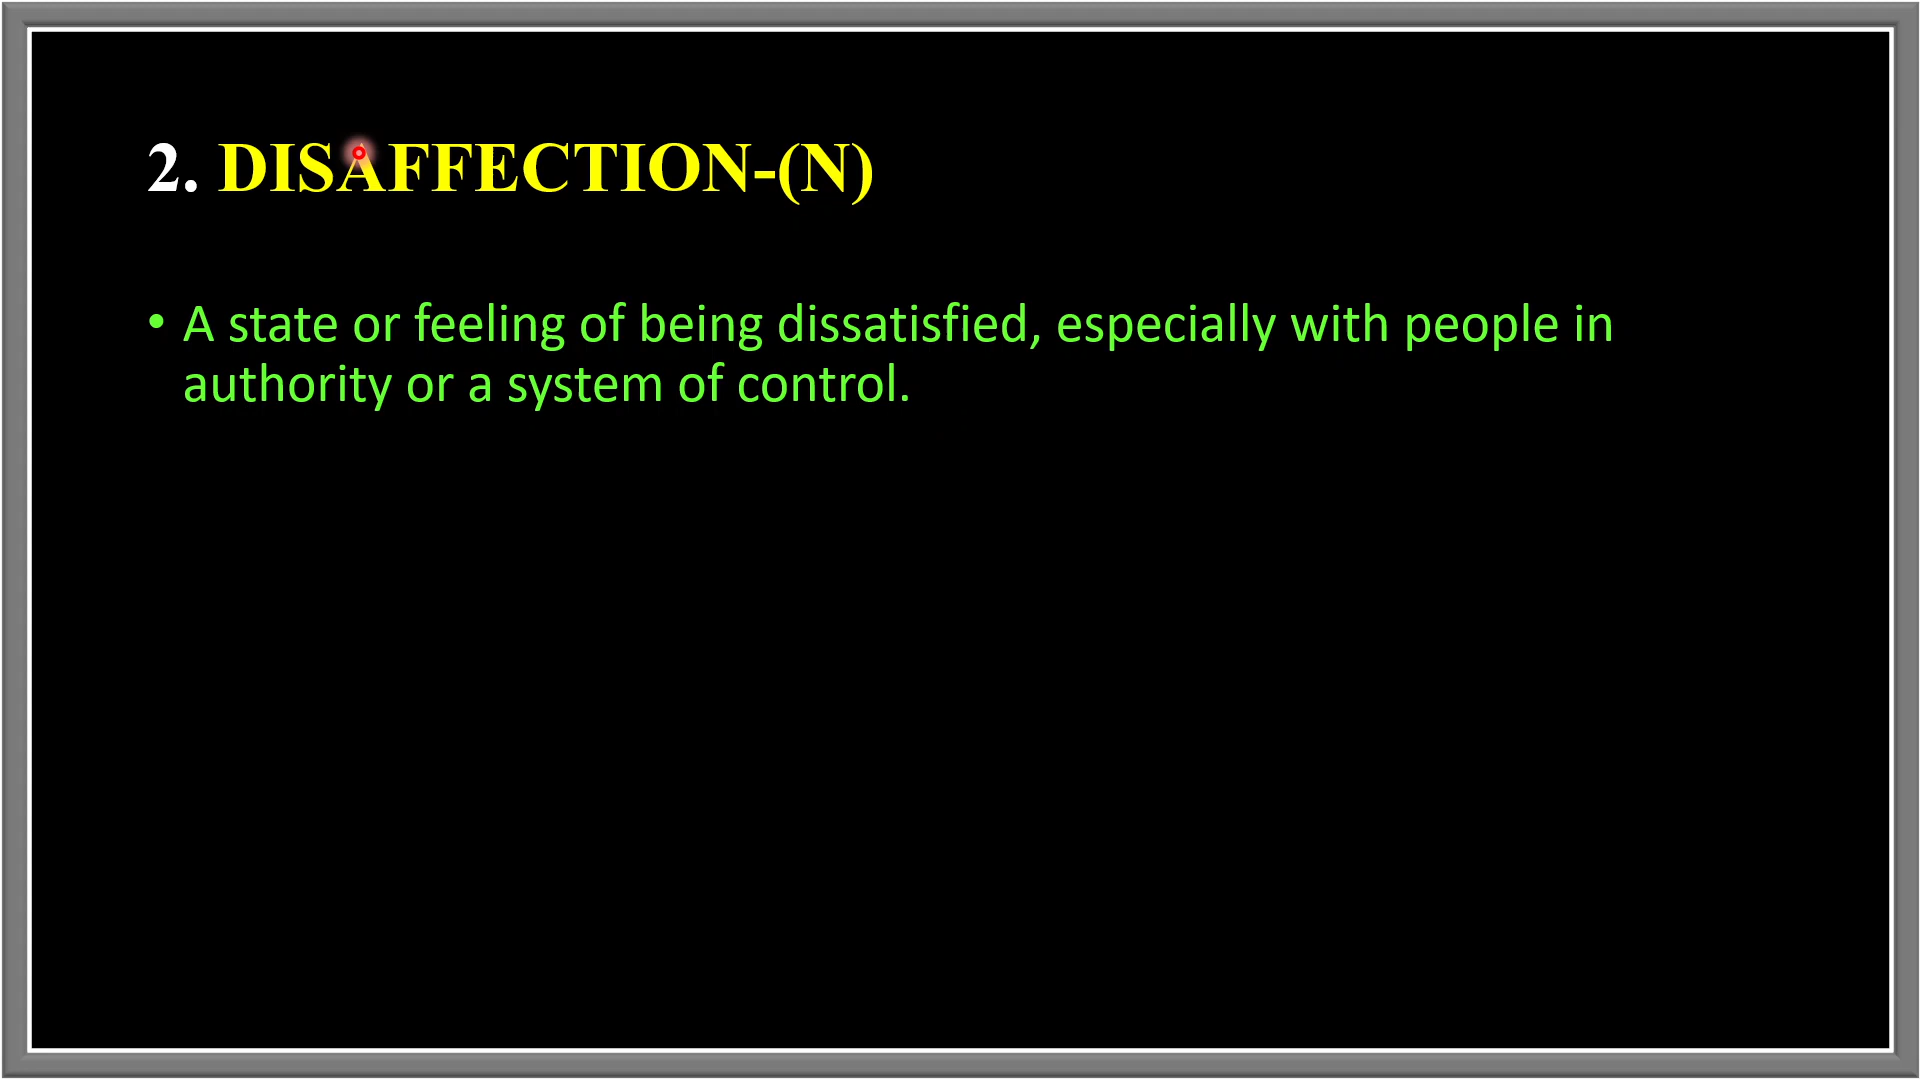 2. DISAFFECTION-(N)
• A state or feeling of being dissatisfied, especially with people in
authority or a system of control.